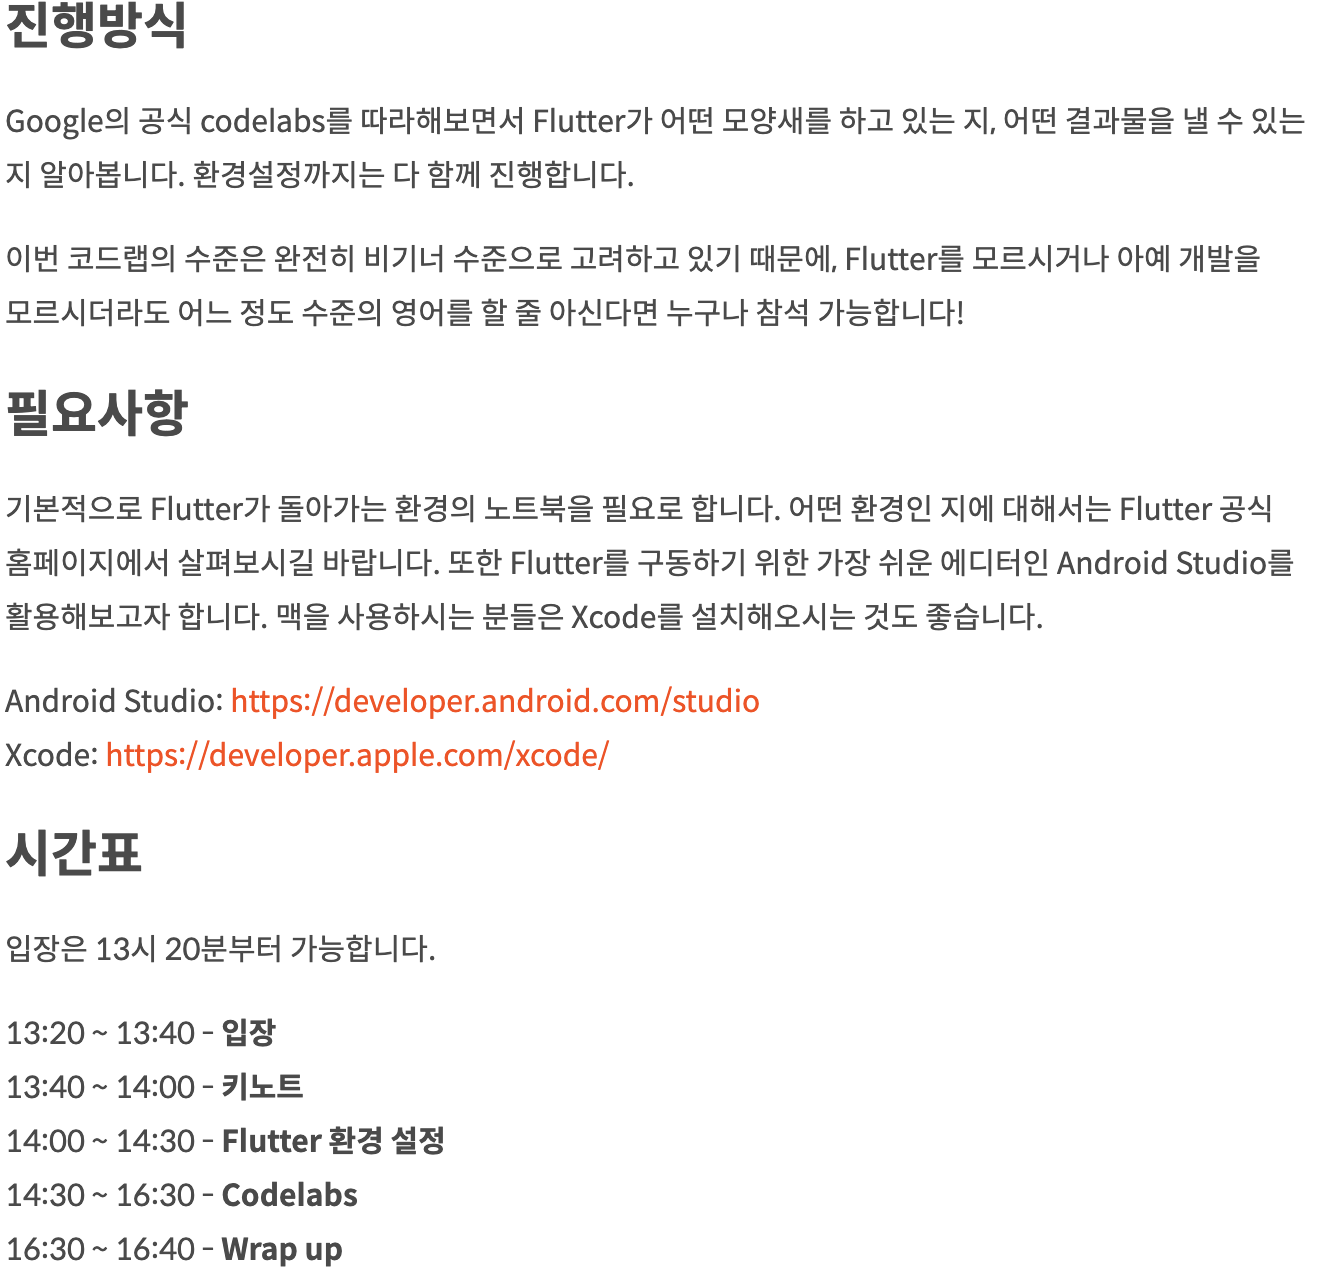 진행방식
Google의 공식 codelabs를 따라해보면서 Flutter가 어떤 모양새를 하고 있는 지, 어떤 결과물을 낼 수 있는
지 알아봅니다. 환경설정까지는 다 함께 진행합니다.
이번 코드랩의 수준은 완전히 비기너 수준으로 고려하고 있기 때문에, Flutter를 모르시거나 아예 개발을
모르시더라도 어느 정도 수준의 영어를 할 줄 아신다면 누구나 참석 가능합니다!
필요사항
기본적으로 Flutter가 돌아가는 환경의 노트북을 필요로 합니다. 어떤 환경인 지에 대해서는 Flutter 공식
홈페이지에서 살펴보시길 바랍니다. 또한 Flutter를 구동하기 위한 가장 쉬운 에디터인 Android Studio를
활용해보고자 합니다. 맥을 사용하시는 분들은 Xcode를 설치해오시는 것도 좋습니다.
Android Studio: https://developer.android.com/studio
Xcode: https://developer.apple.com/xcode/
시간표
입장은 13시 20분부터 가능합니다.
13:20 ~ 13:40 - 입장
13:40 ~ 14:00 - 키노트
14:00 ~ 14:30 - Flutter 환경 설정
14:30 ~ 16:30 - Codelabs
16:30 ~ 16:40 - Wrap up